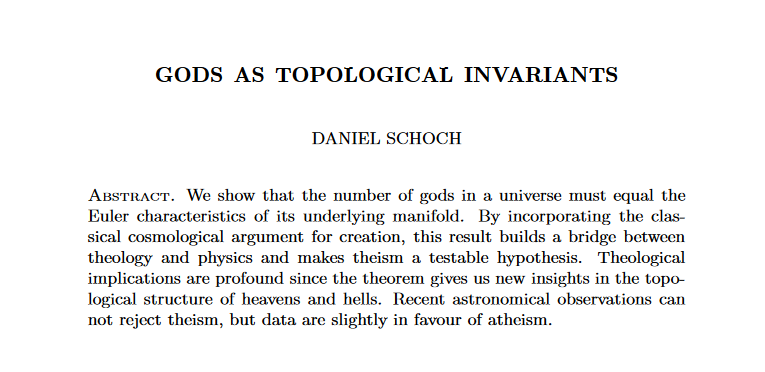 GODS AS TOPOLOGICAL INVARIANTS
DANIEL SCHOCH
ABSTRACT. We show that the number of gods in a universe must equal the
Euler characteristics of its underlying manifold. By incorporating the clas-
sical cosmological argument for creation, this result builds a bridge between
theology and physics and makes theism a testable hypothesis. Theological
implications are profound since the theorem gives us new insights in the topo-
logical structure of heavens and hells. Recent astronomical observations can
not reject theism, but data are slightly in favour of atheism.